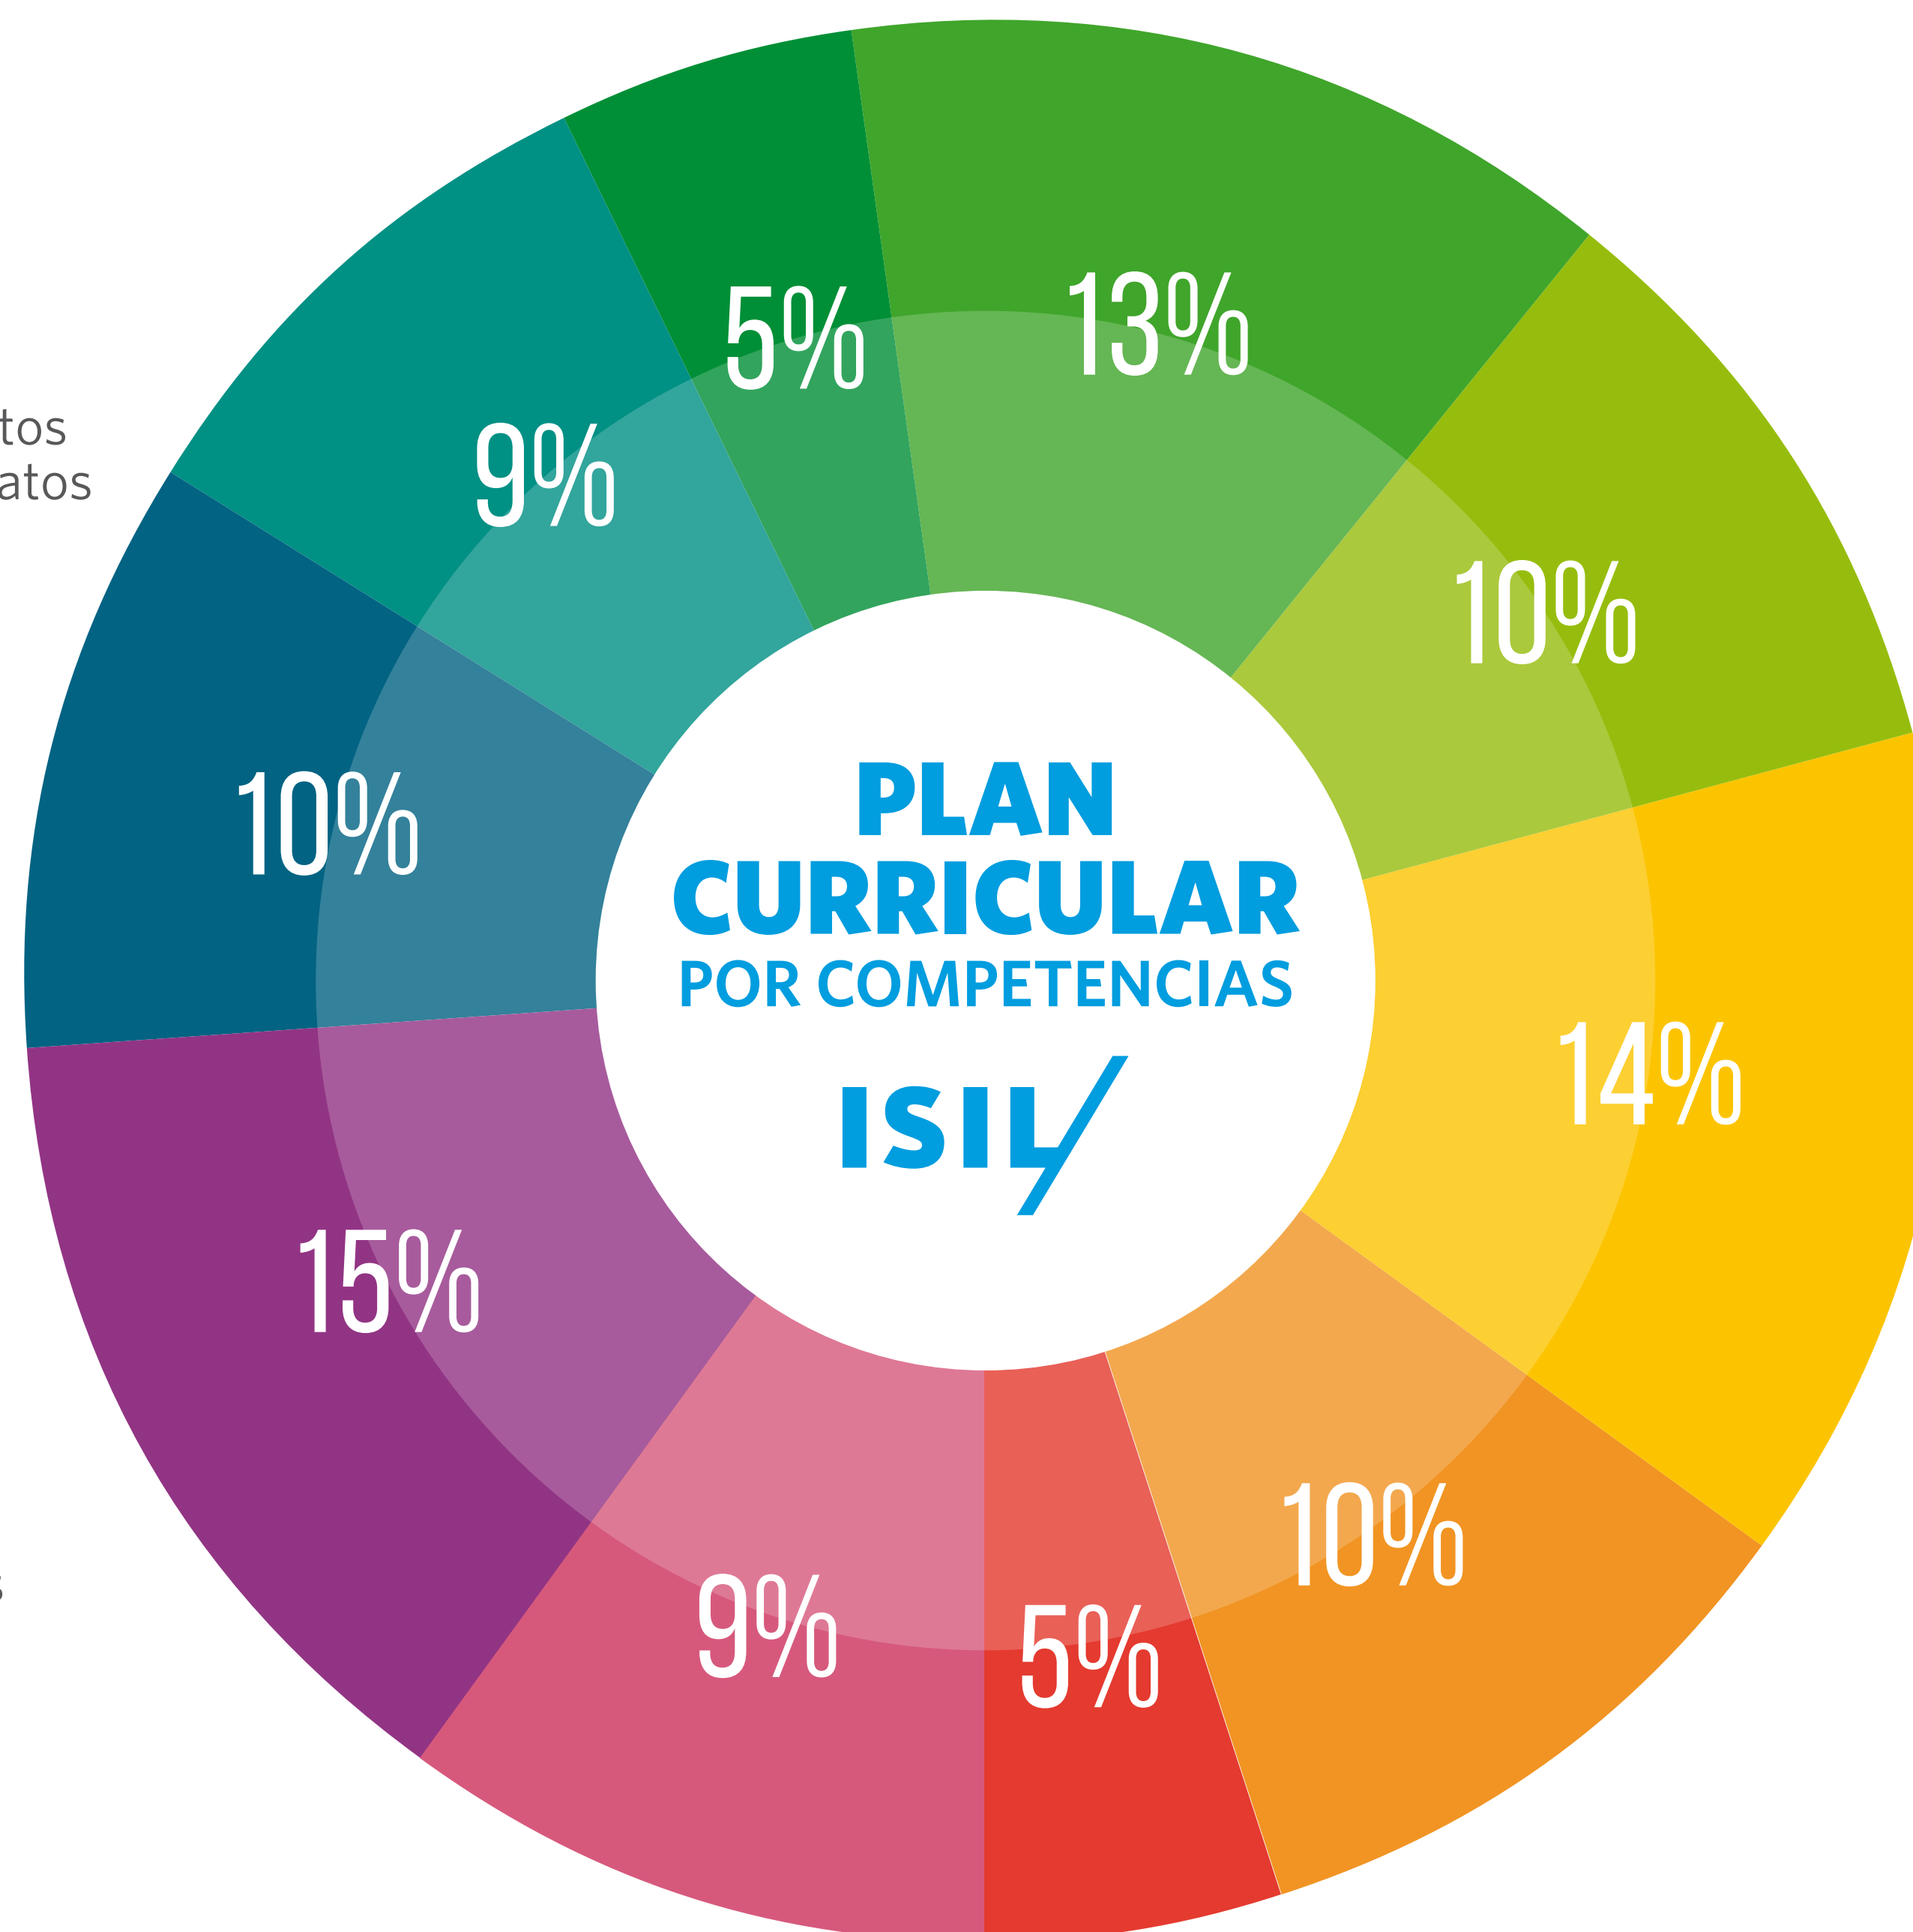 5%
13%
9%
10%
10%
14%
15%
10%
9%
5%
PLAN
CURRICULAR
POR COMPETENCIAS
ISIL